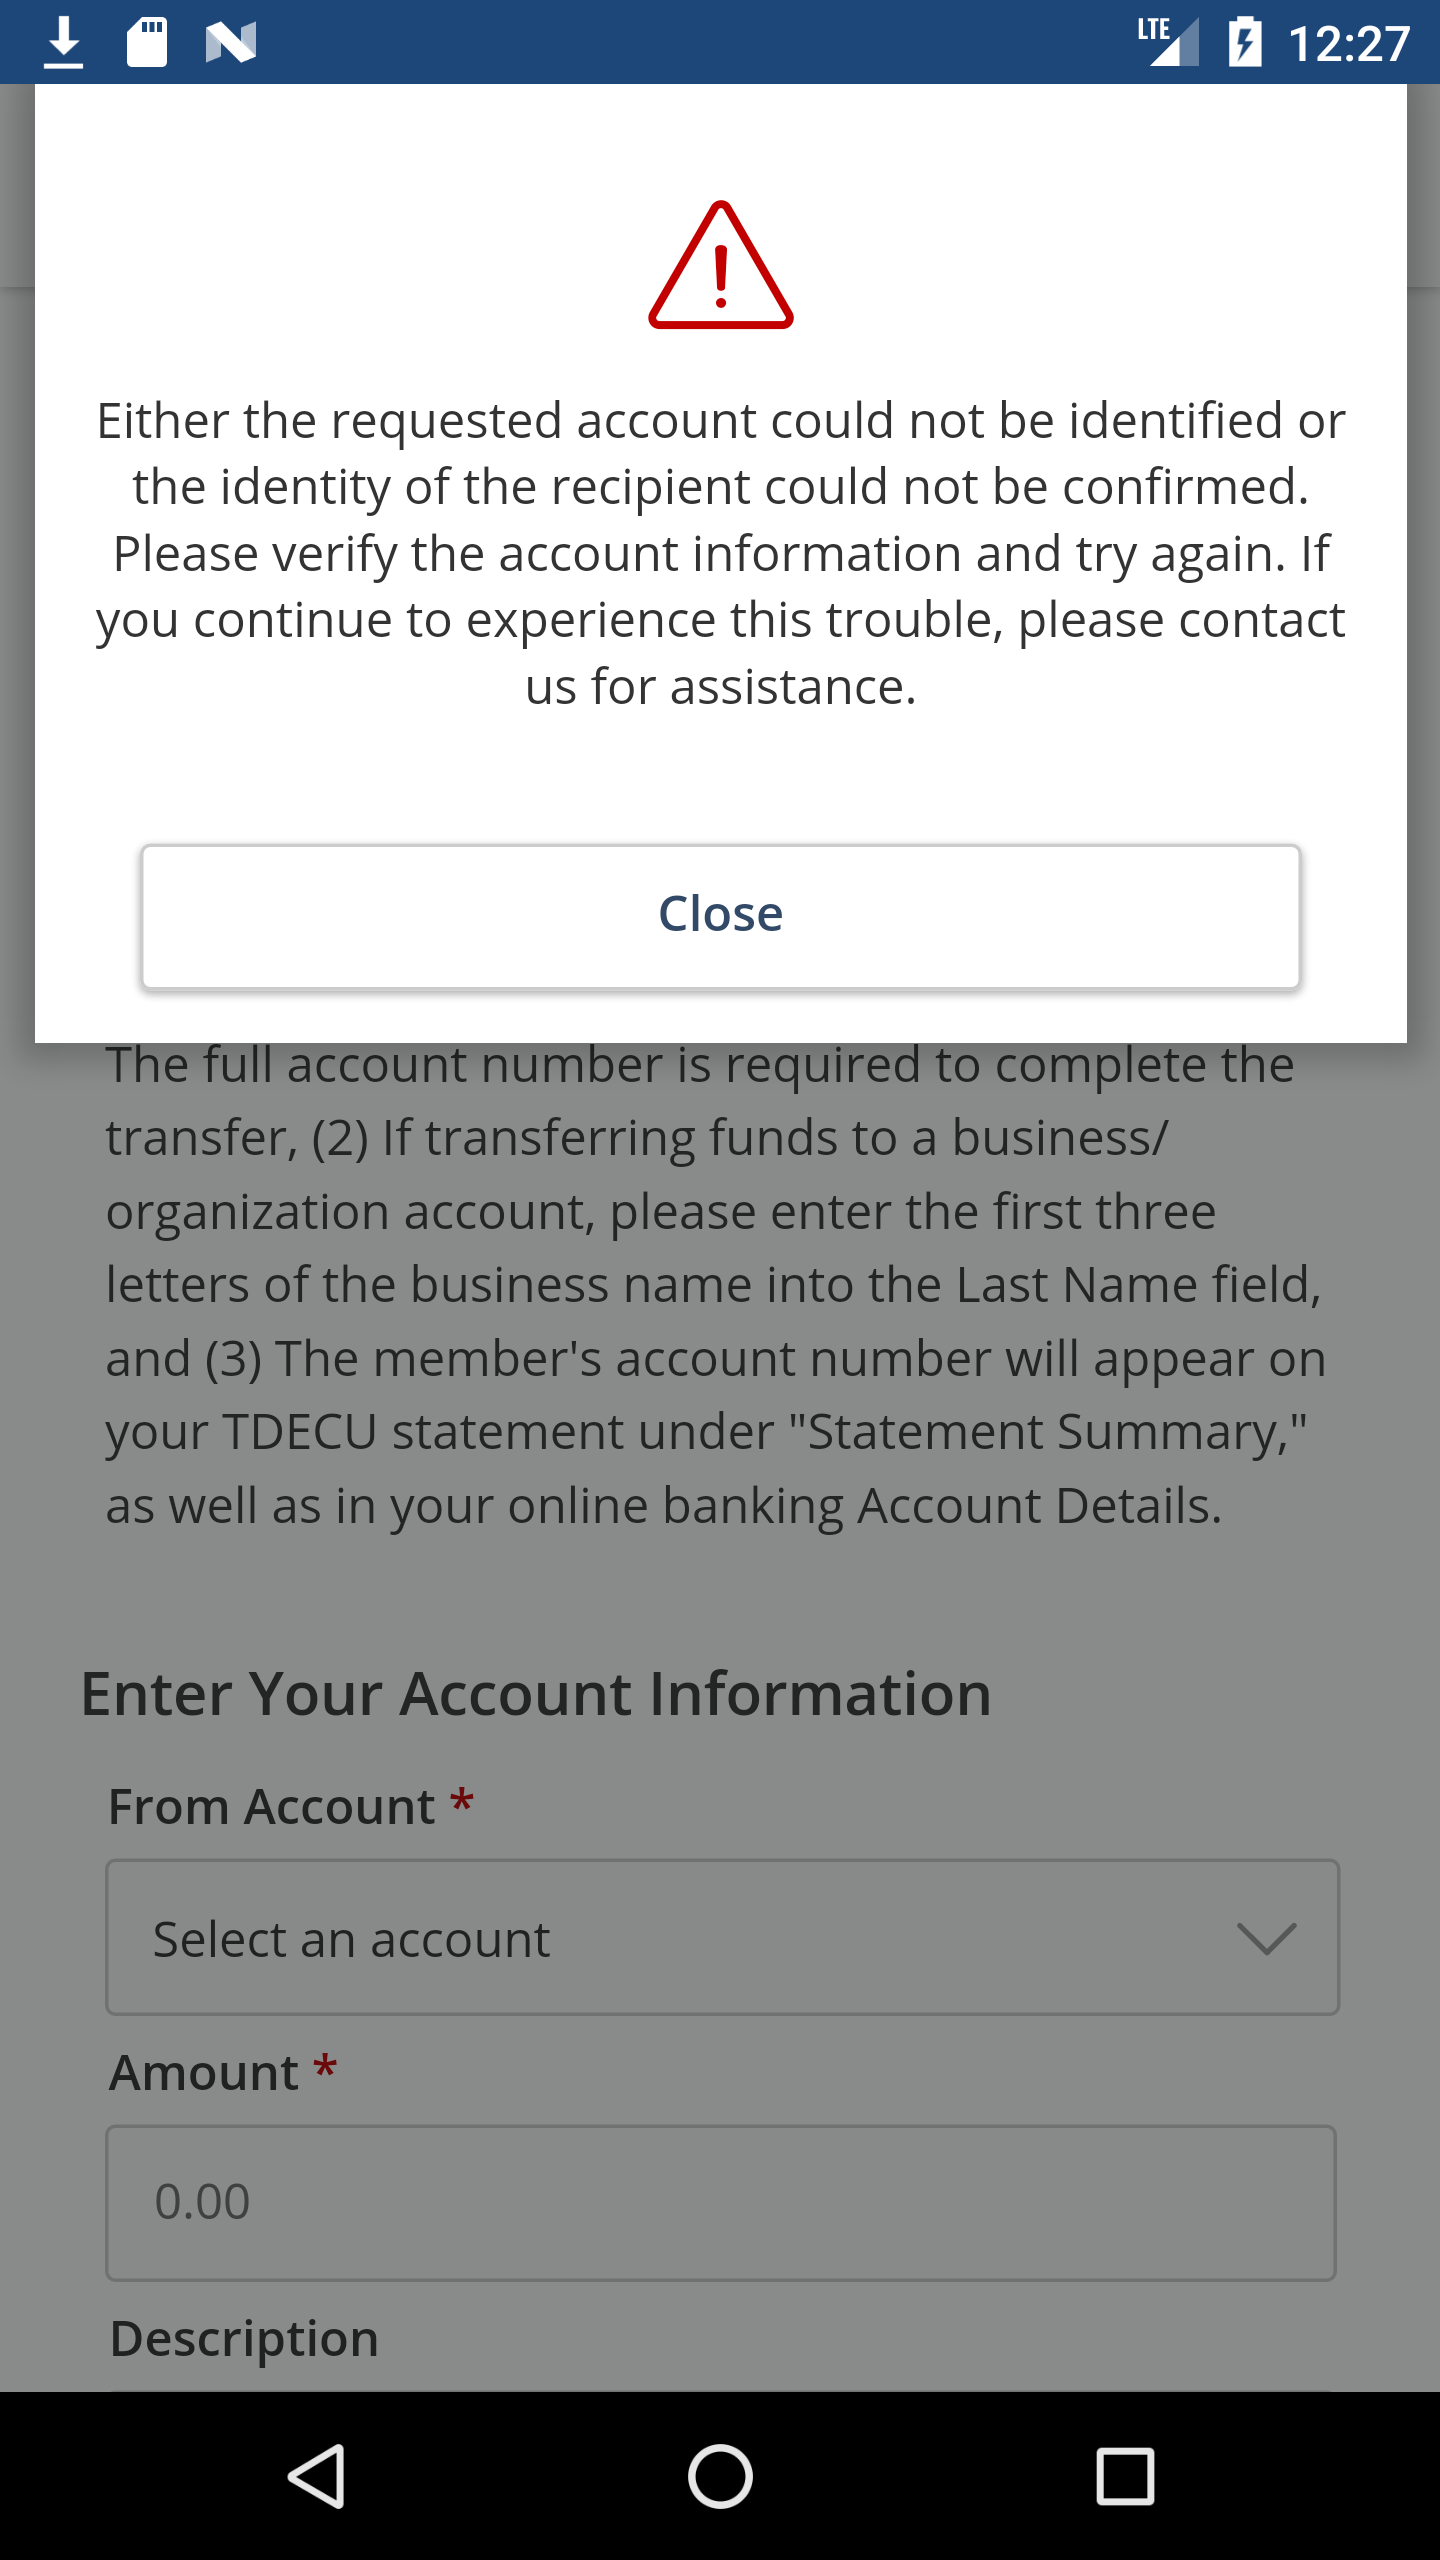 LTE 12:27
Either the requested account could not be identified or
the identity of the recipient could not be confirmed.
Please verify the account information and try again. If
you continue to experience this trouble, please contact
us for assistance.
Close
The full account number is required to complete the
transfer, (2) If transferring funds to a business/
organization account, please enter the first three
letters of the business name into the Last Name field,
and (3) The member's account number will appear on
your TDECU statement under "Statement Summary,"
as well as in your online banking Account Details.
Enter Your Account Information
From Account *
Select an account
Amount *
0.00
Description